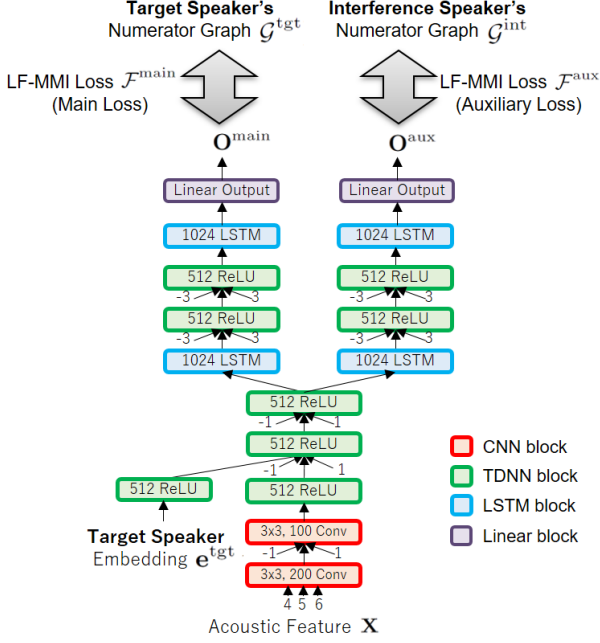 Target Speaker's
Numerator Graph 𝒢^tgt
Interference Speaker's
Numerator Graph 𝒢^int
LF-MMI Loss ℱ^main
(Main Loss)
LF-MMI Loss ℱ^aux
(Auxiliary Loss)
O^main
O^aux
Linear Output
Linear Output
1024 LSTM
1024 LSTM
512 ReLU
512 ReLU
-3 3
-3 3
512 ReLU
512 ReLU
-3 3
-3 3
1024 LSTM
1024 LSTM
512 ReLU
-1 1
512 ReLU
-1 1
512 ReLU
512 ReLU
Target Speaker
Embedding e^tgt
3x3, 100 Conv
-1 1
3x3, 200 Conv
4 5 6
Acoustic Feature X
CNN block
TDNN block
LSTM block
Linear block